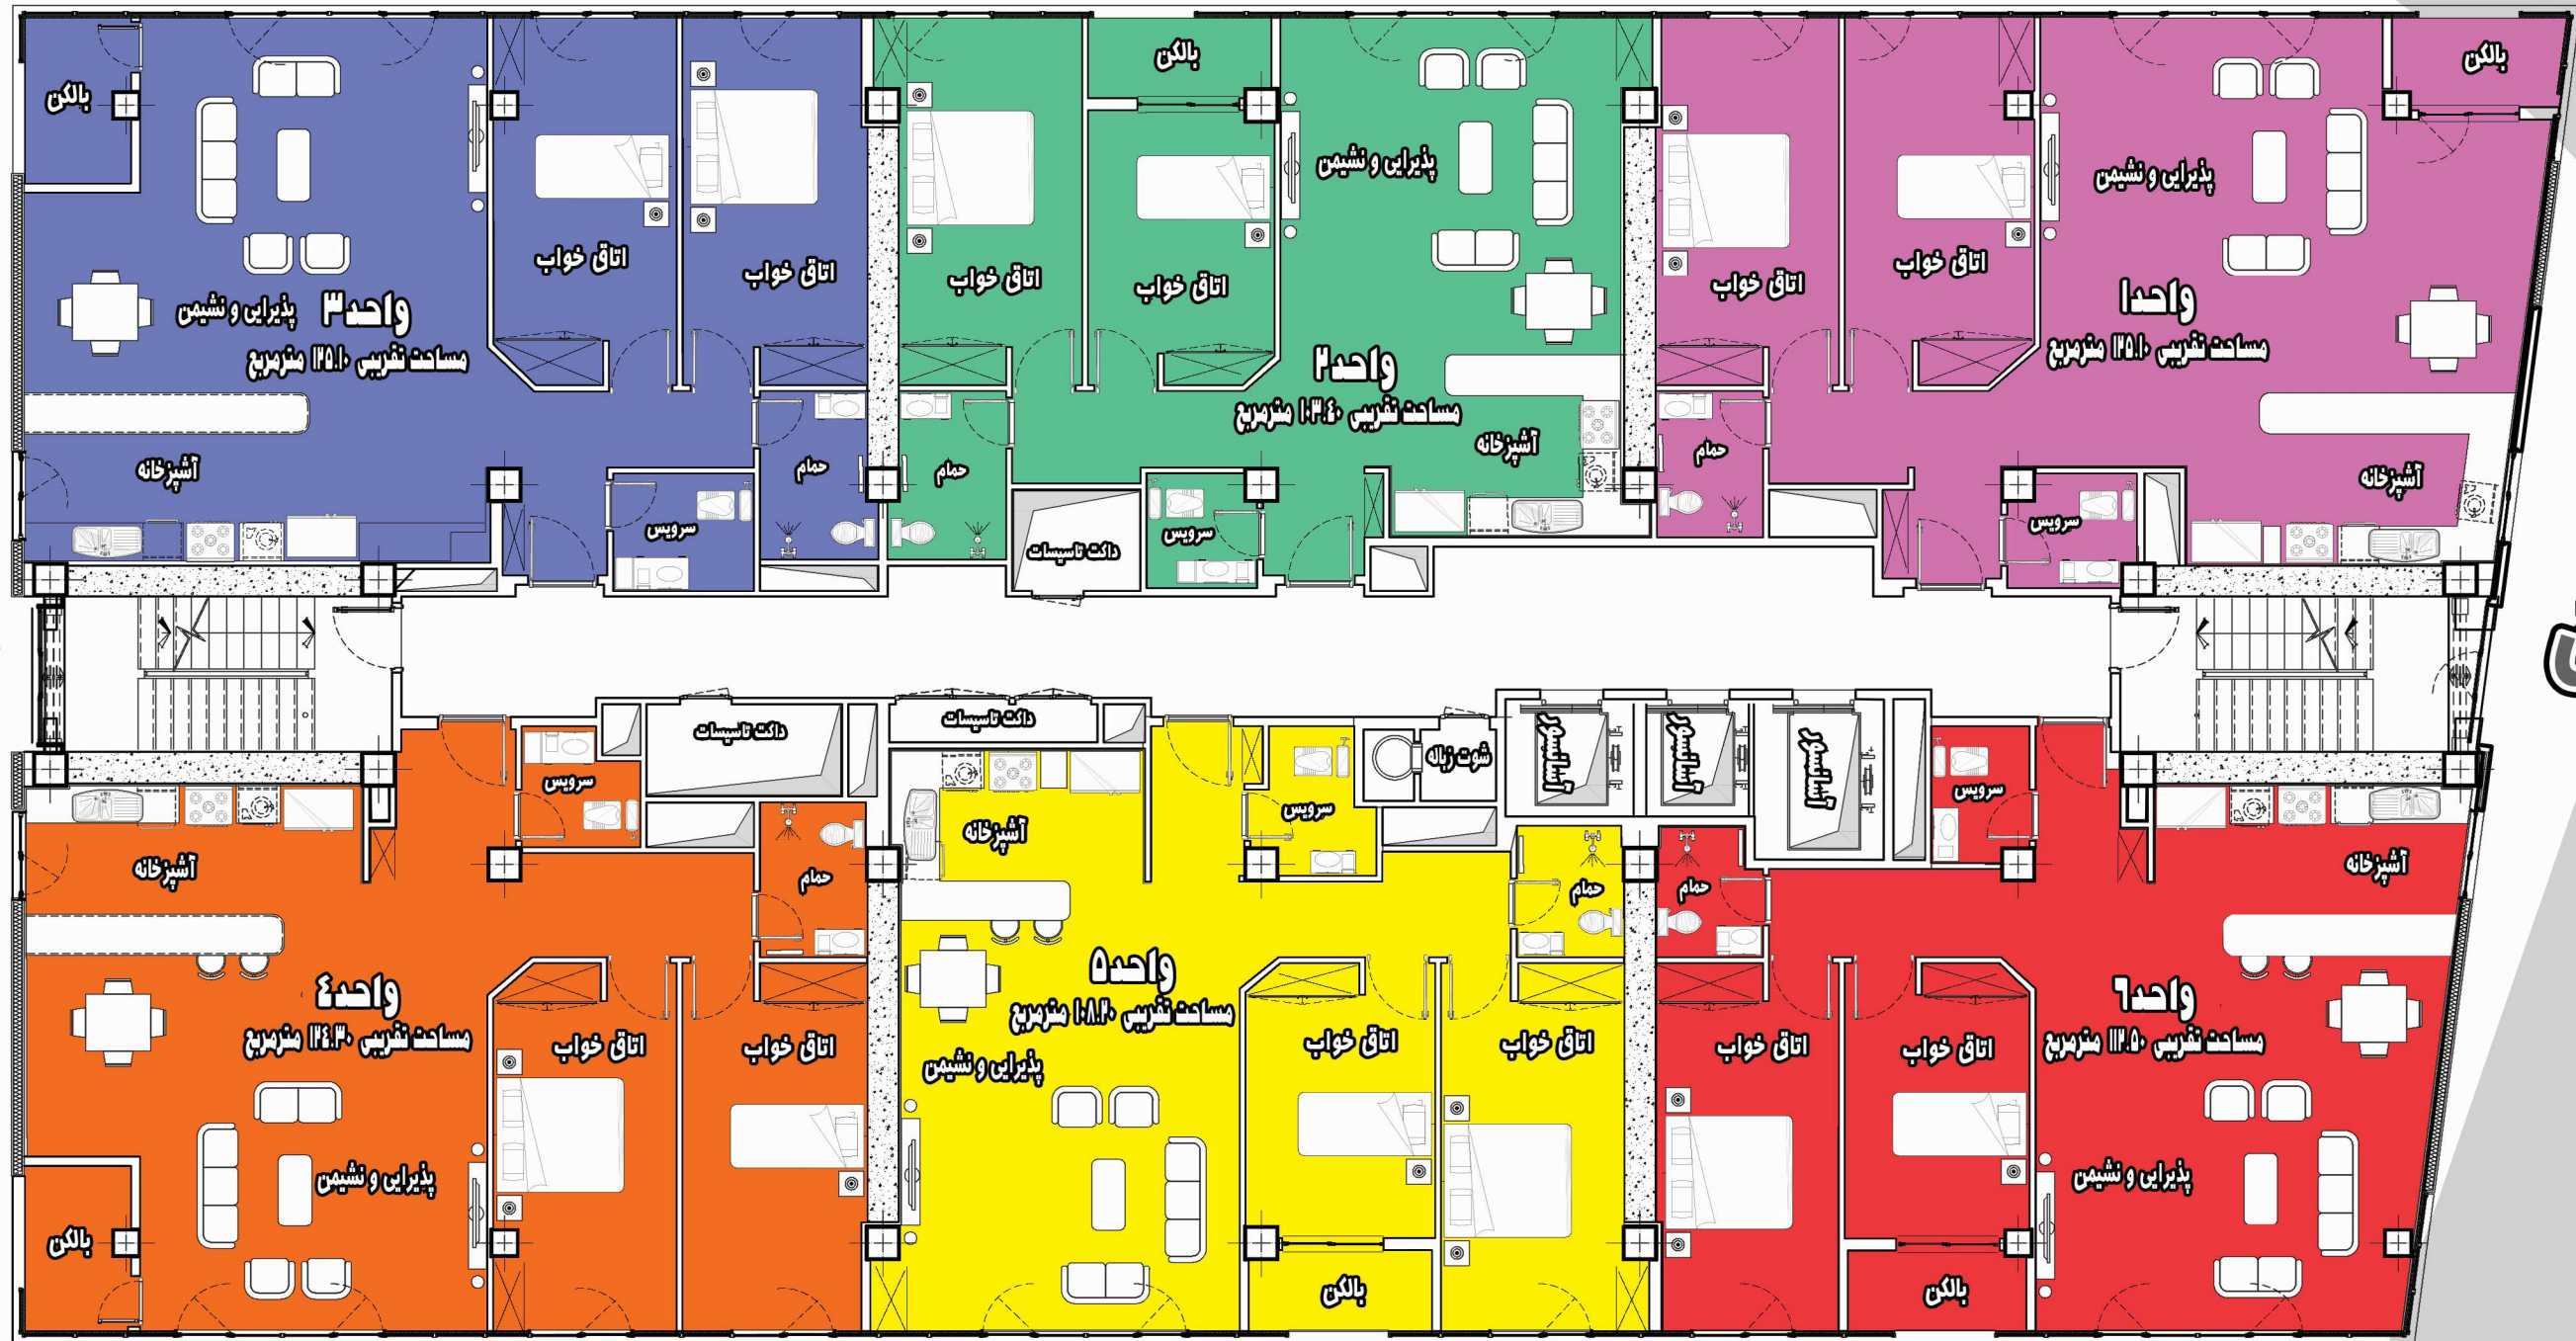 بالکن
پذیرایی و نشیمن
اتاق خواب
اتاق خواب
واحد۱
مساحت تقریبی ۱۲۵.۱۰ مترمربع
حمام
آشپزخانه
سرویس
بالکن
پذیرایی و نشیمن
اتاق خواب
اتاق خواب
واحد۲
مساحت تقریبی ۱۰۳.٤۰ مترمربع
آشپزخانه
حمام
سرویس
داکت تاسیسات
بالکن
اتاق خواب
اتاق خواب
پذیرایی و نشیمن
واحد۳
مساحت تقریبی ۱۲۵.۱۰ مترمربع
آشپزخانه
حمام
سرویس
داکت تاسیسات
داکت تاسیسات
شوت زباله
آسانسور
آسانسور
آسانسور
سرویس
حمام
آشپزخانه
واحد٤
مساحت تقریبی ۱۲٤.۳۰ مترمربع
اتاق خواب
اتاق خواب
پذیرایی و نشیمن
بالکن
آشپزخانه
سرویس
حمام
واحد۵
مساحت تقریبی ۱۰۸.۲۰ مترمربع
پذیرایی و نشیمن
اتاق خواب
اتاق خواب
بالکن
سرویس
حمام
آشپزخانه
واحد٦
مساحت تقریبی ۱۱۲.۵۰ مترمربع
اتاق خواب
اتاق خواب
پذیرایی و نشیمن
بالکن